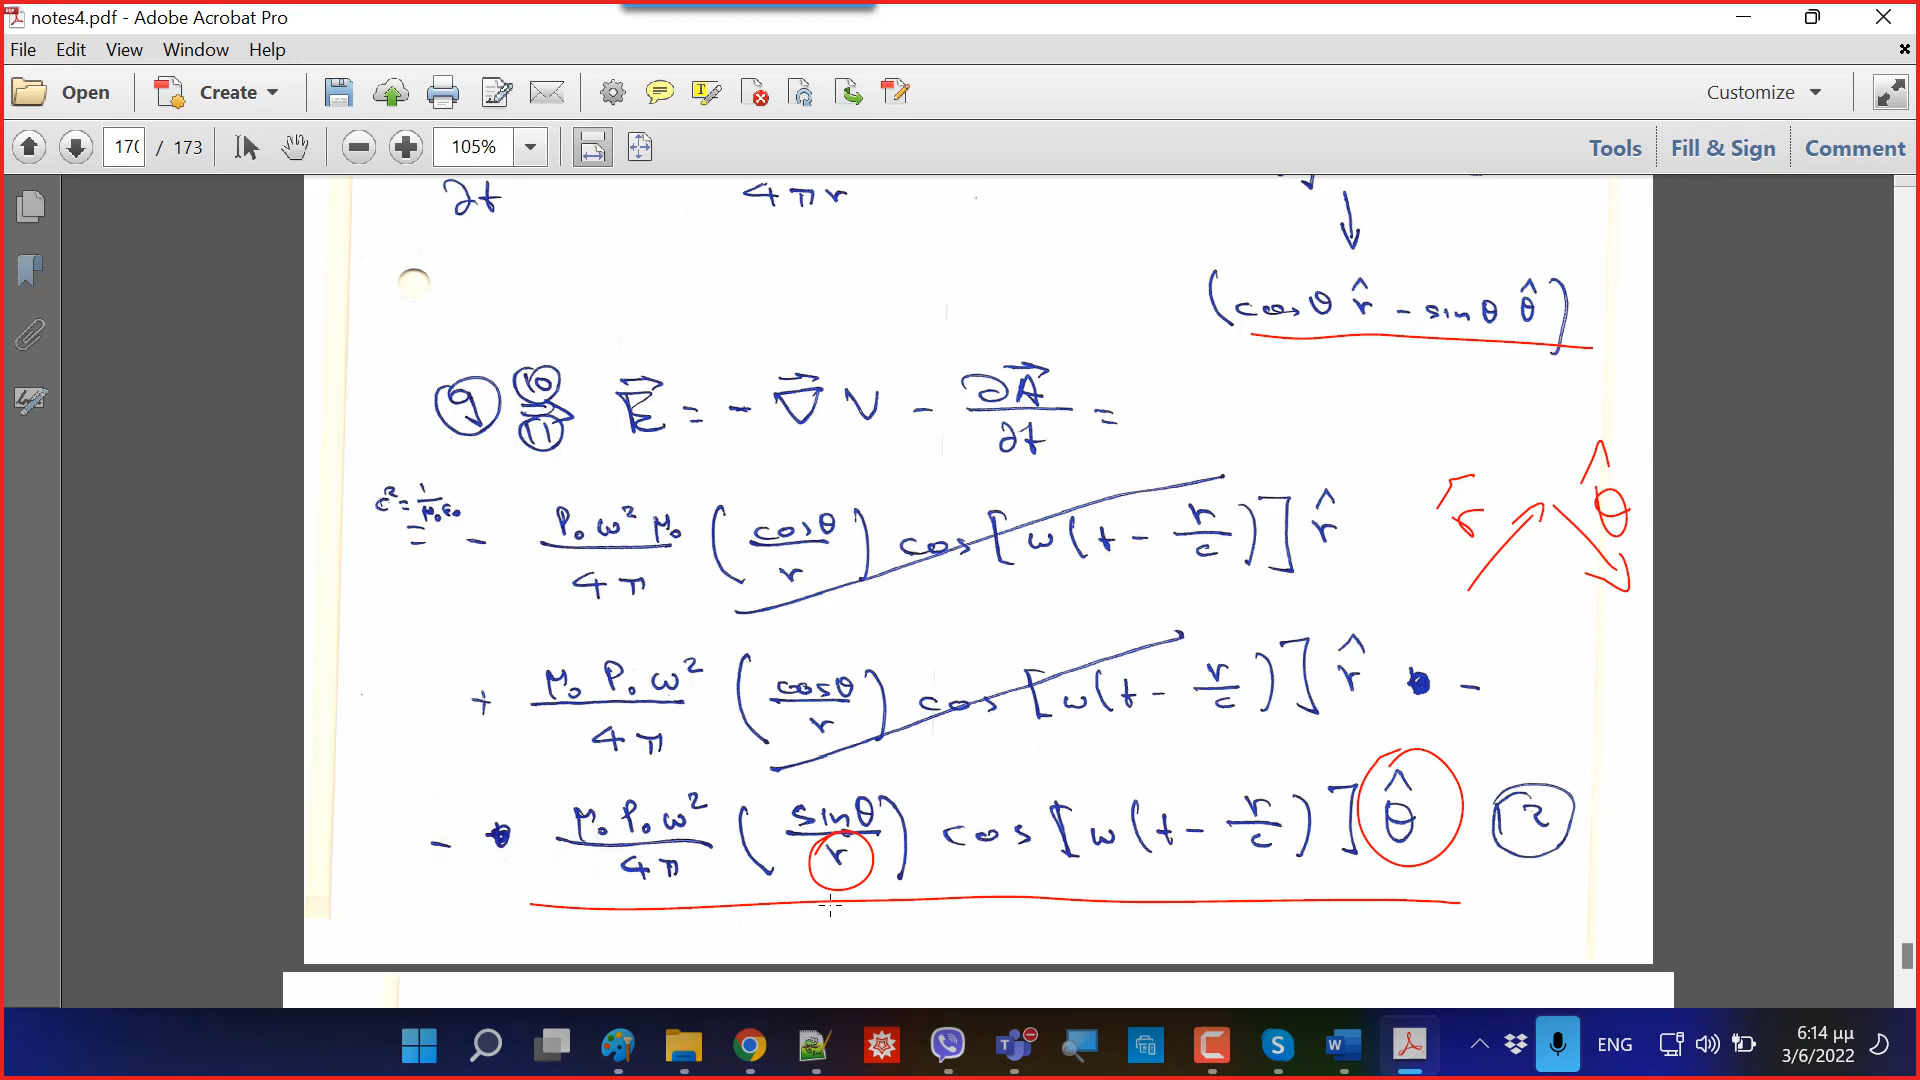 notes4.pdf - Adobe Acrobat Pro
File Edit View Window Help
Open Create Customize
170 / 173 105% Tools Fill & Sign Comment
∂t 4πr
(cosθ r̂ - sinθ θ̂)
⑨ ⑩ ⇒ ⑪ E⃗ = - ∇⃗ V - ∂A⃗/∂t =
c² = 1/μ₀ε₀
= - P₀ω²μ₀/4π (cosθ/r) cos[ω(t - r/c)] r̂
r⃗ θ̂
+ μ₀P₀ω²/4π (cosθ/r) cos[ω(t - r/c)] r̂ -
- μ₀P₀ω²/4π (sinθ/r) cos[ω(t - r/c)] θ̂ ⑫
ENG 6:14 μμ
3/6/2022